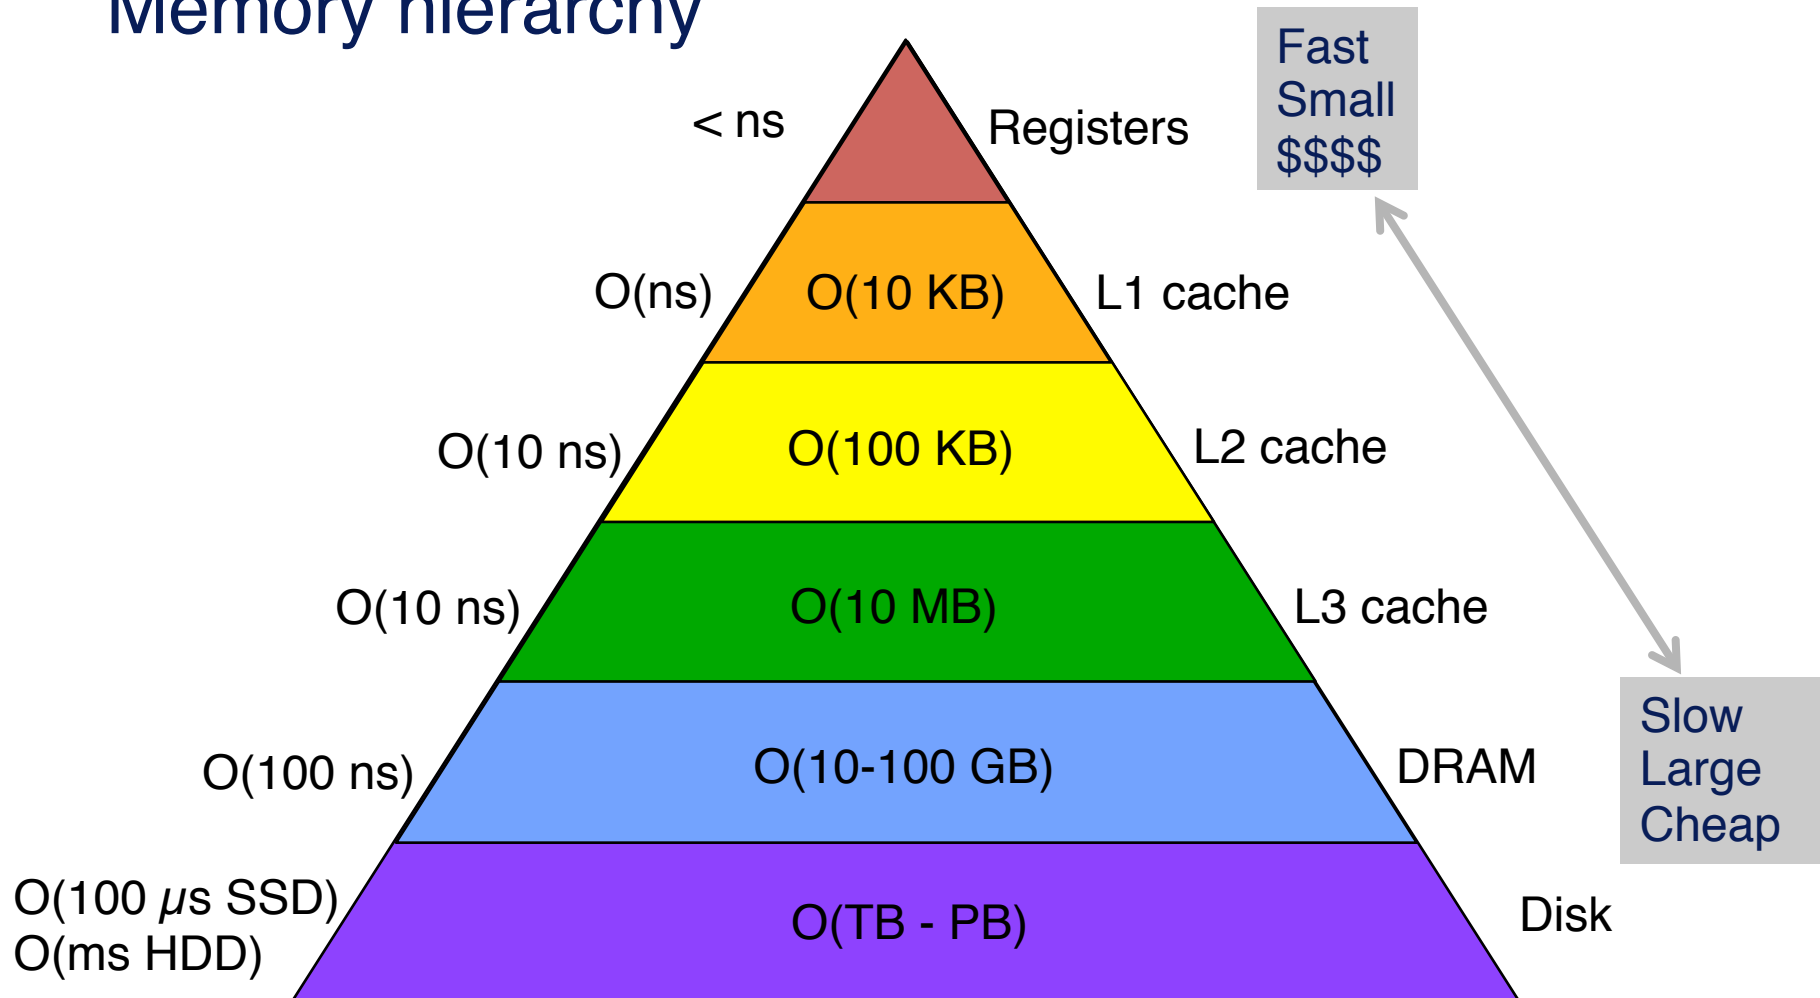 Memory hierarchy
Fast
Small
$$$$
< ns
Registers
O(ns)
O(10 KB)
L1 cache
O(10 ns)
O(100 KB)
L2 cache
O(10 ns)
O(10 MB)
L3 cache
O(100 ns)
O(10-100 GB)
DRAM
Slow
Large
Cheap
O(100 µs SSD)
O(ms HDD)
O(TB - PB)
Disk